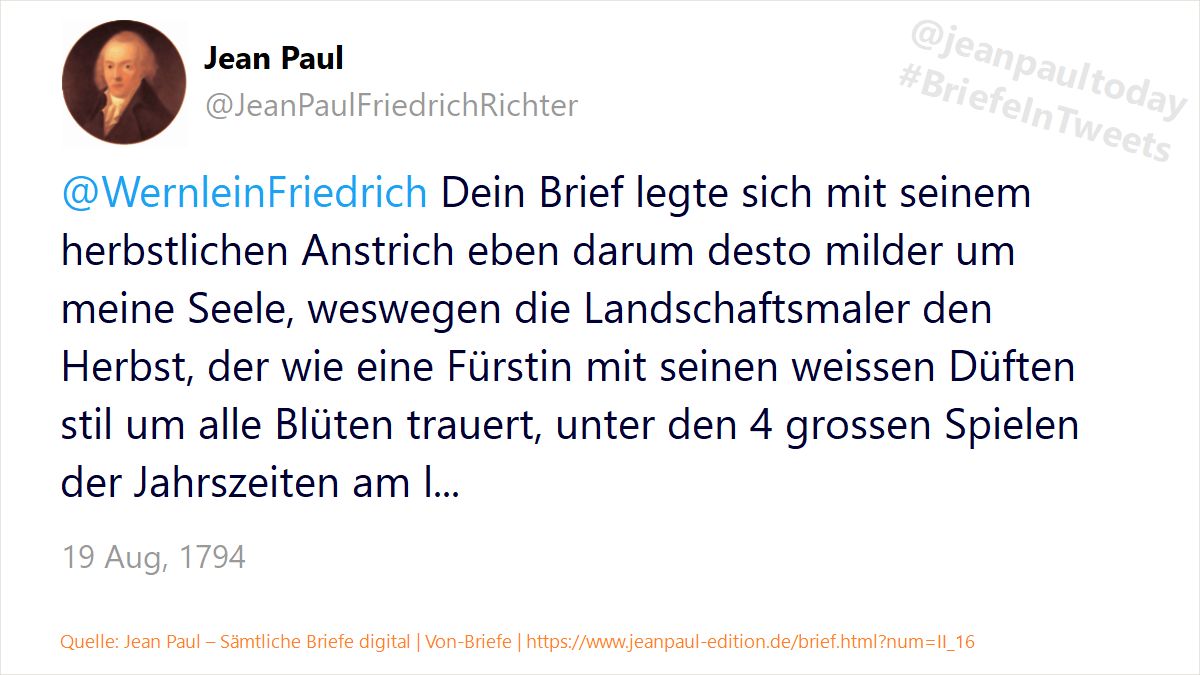 Jean Paul
@JeanPaulFriedrichRichter
@jeanpaultoday
#BriefeInTweets
@WernleinFriedrich Dein Brief legte sich mit seinem
herbstlichen Anstrich eben darum desto milder um
meine Seele, weswegen die Landschaftsmaler den
Herbst, der wie eine Fürstin mit seinen weissen Düften
stil um alle Blüten trauert, unter den 4 grossen Spielen
der Jahrszeiten am l...
19 Aug, 1794
Quelle: Jean Paul – Sämtliche Briefe digital | Von-Briefe | https://www.jeanpaul-edition.de/brief.html?num=II_16